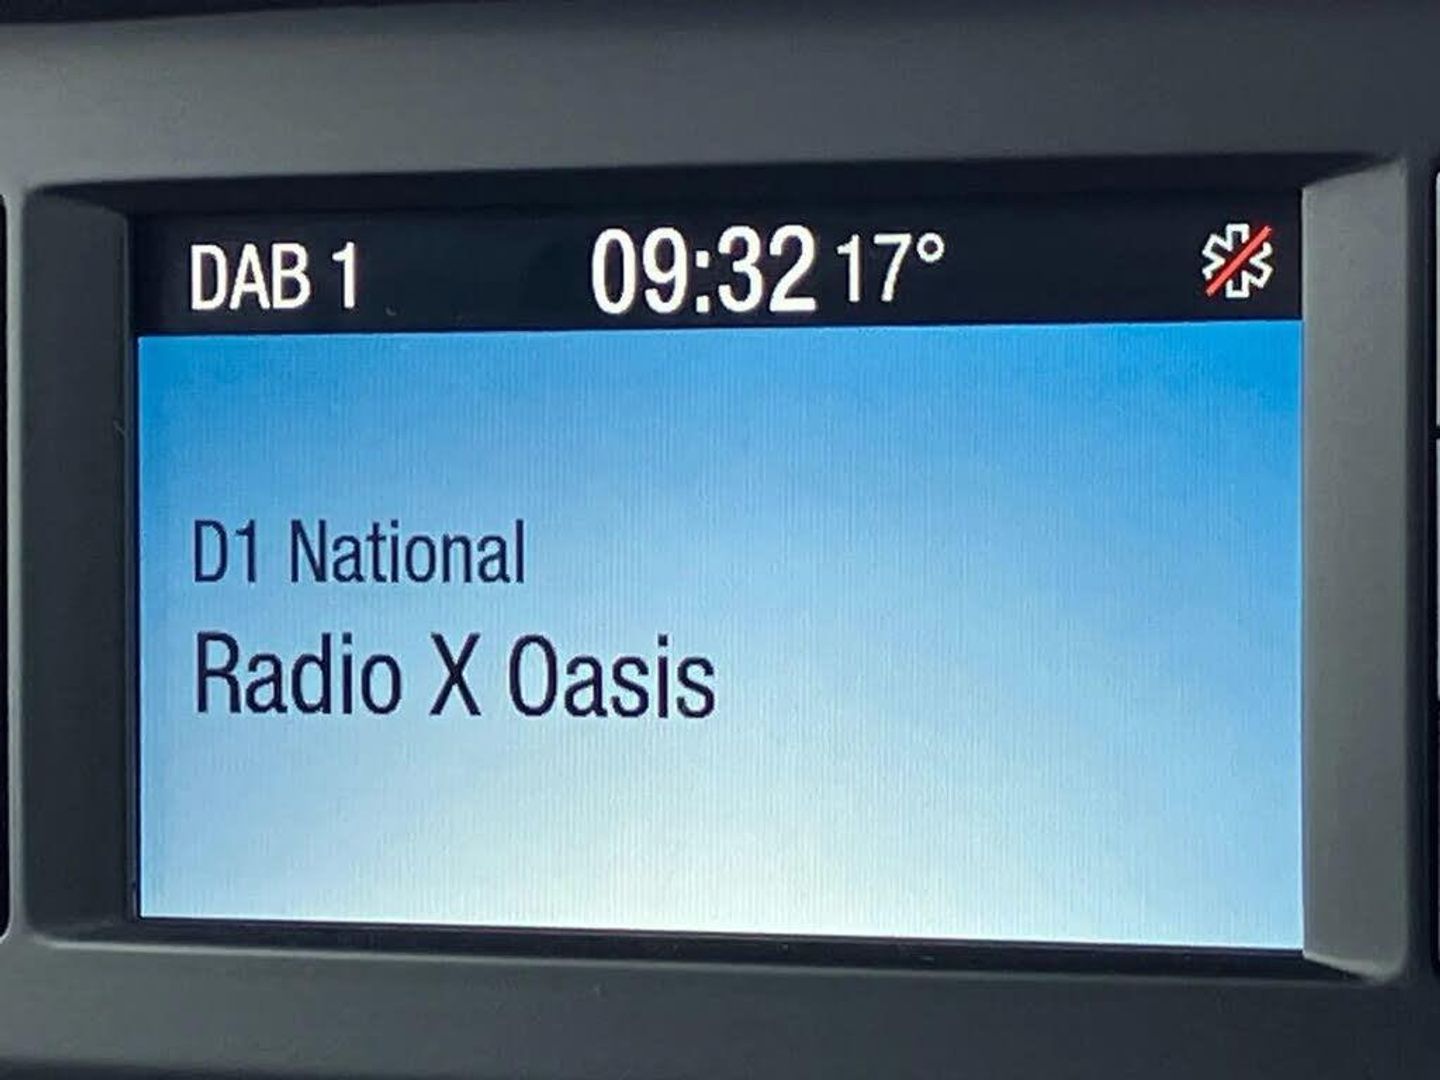 DAB 1 09:32 17°
D1 National
Radio X Oasis